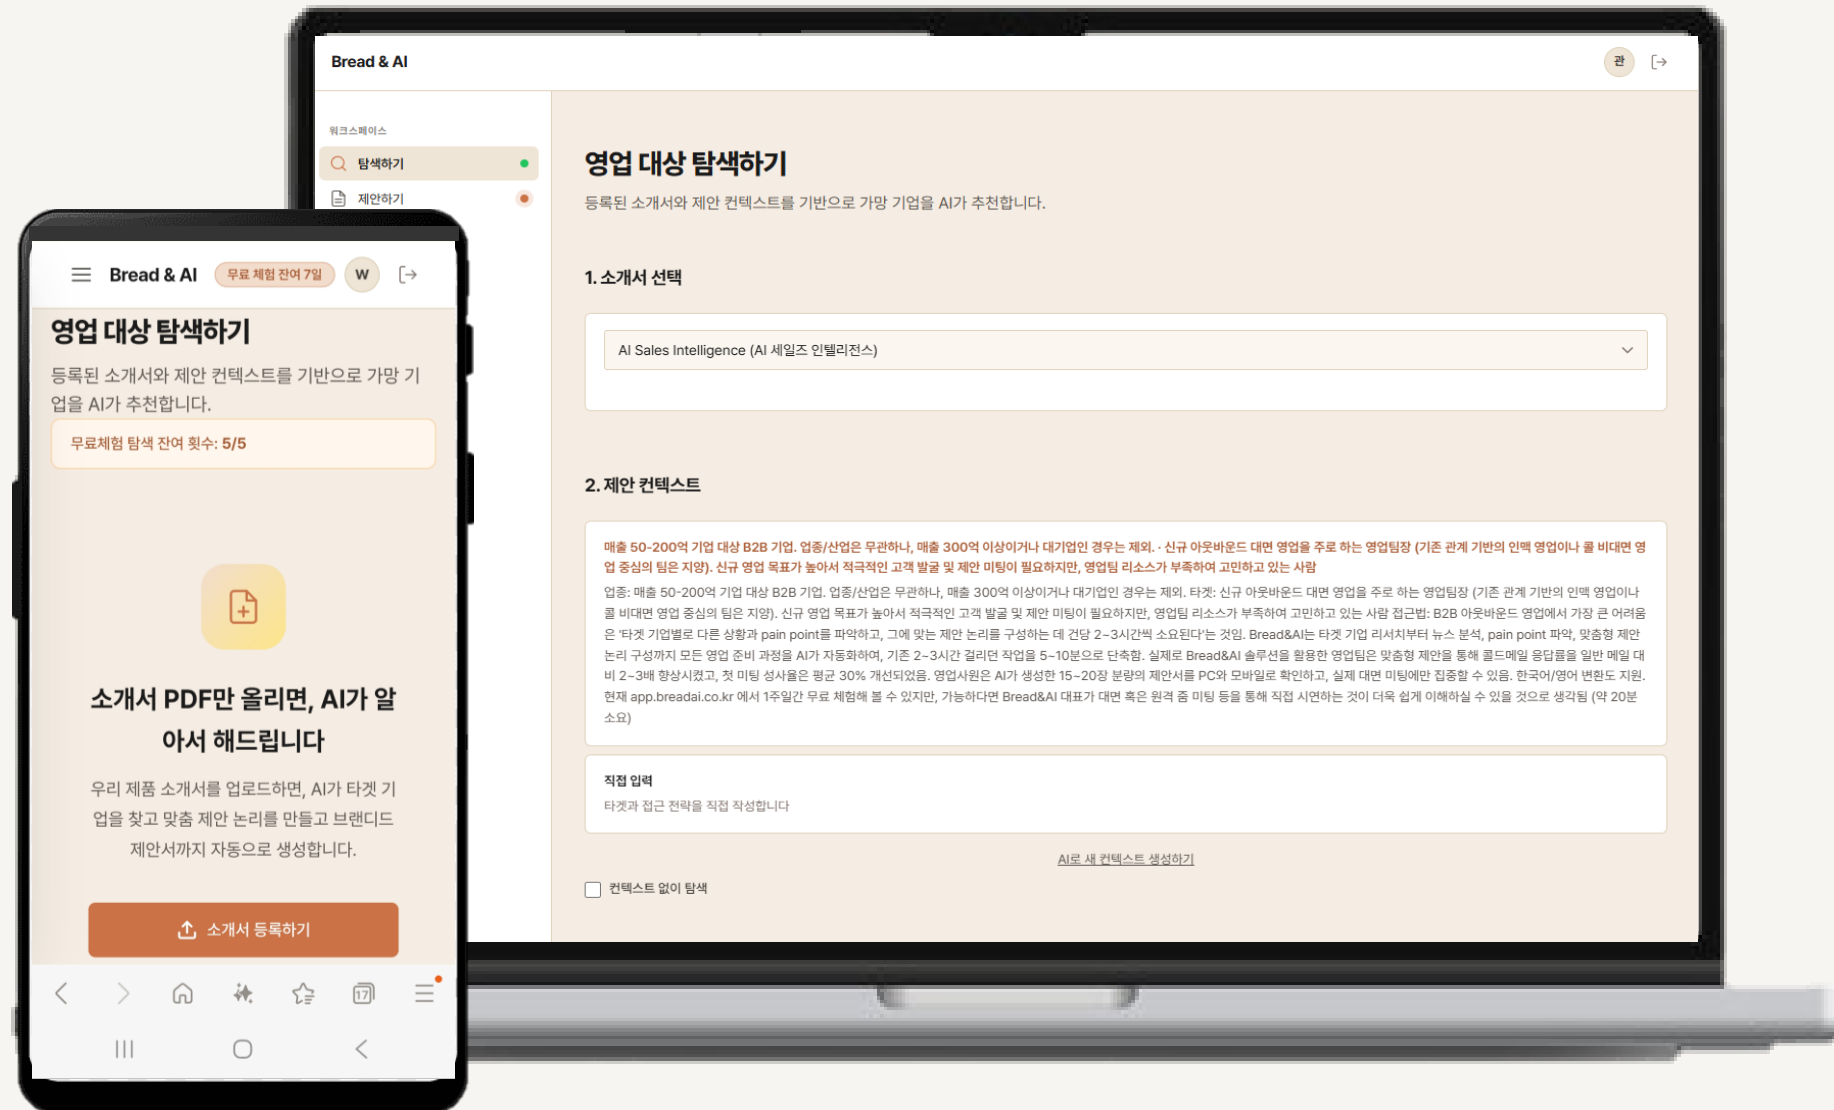 Bread & AI
관
워크스페이스
탐색하기
제안하기
영업 대상 탐색하기
등록된 소개서와 제안 컨텍스트를 기반으로 가망 기업을 AI가 추천합니다.
1. 소개서 선택
AI Sales Intelligence (AI 세일즈 인텔리전스)
2. 제안 컨텍스트
매출 50-200억 기업 대상 B2B 기업. 업종/산업은 무관하나, 매출 300억 이상이거나 대기업인 경우는 제외. · 신규 아웃바운드 대면 영업을 주로 하는 영업팀장 (기존 관계 기반의 인맥 영업이나 콜 비대면 영
업 중심의 팀은 지양). 신규 영업 목표가 높아서 적극적인 고객 발굴 및 제안 미팅이 필요하지만, 영업팀 리소스가 부족하여 고민하고 있는 사람
업종: 매출 50-200억 기업 대상 B2B 기업. 업종/산업은 무관하나, 매출 300억 이상이거나 대기업인 경우는 제외. 타겟: 신규 아웃바운드 대면 영업을 주로 하는 영업팀장 (기존 관계 기반의 인맥 영업이나
콜 비대면 영업 중심의 팀은 지양). 신규 영업 목표가 높아서 적극적인 고객 발굴 및 제안 미팅이 필요하지만, 영업팀 리소스가 부족하여 고민하고 있는 사람 접근법: B2B 아웃바운드 영업에서 가장 큰 어려움
은 '타겟 기업별로 다른 상황과 pain point를 파악하고, 그에 맞는 제안 논리를 구성하는 데 건당 2~3시간씩 소요된다'는 것임. Bread&AI는 타겟 기업 리서치부터 뉴스 분석, pain point 파악, 맞춤형 제안
논리 구성까지 모든 영업 준비 과정을 AI가 자동화하여, 기존 2~3시간 걸리던 작업을 5~10분으로 단축함. 실제로 Bread&AI 솔루션을 활용한 영업팀은 맞춤형 제안을 통해 콜드메일 응답률을 일반 메일 대
비 2~3배 향상시켰고, 첫 미팅 성사율은 평균 30% 개선되었음. 영업사원은 AI가 생성한 15~20장 분량의 제안서를 PC와 모바일로 확인하고, 실제 대면 미팅에만 집중할 수 있음. 한국어/영어 변환도 지원.
현재 app.breadai.co.kr 에서 1주일간 무료 체험해 볼 수 있지만, 가능하다면 Bread&AI 대표가 대면 혹은 원격 줌 미팅 등을 통해 직접 시연하는 것이 더욱 쉽게 이해하실 수 있을 것으로 생각됨 (약 20분
소요)
직접 입력
타겟과 접근 전략을 직접 작성합니다
AI로 새 컨텍스트 생성하기
컨텍스트 없이 탐색
Bread & AI
무료 체험 잔여 7일
W
영업 대상 탐색하기
등록된 소개서와 제안 컨텍스트를 기반으로 가망 기
업을 AI가 추천합니다.
무료체험 탐색 잔여 횟수: 5/5
소개서 PDF만 올리면, AI가 알
아서 해드립니다
우리 제품 소개서를 업로드하면, AI가 타겟 기
업을 찾고 맞춤 제안 논리를 만들고 브랜디드
제안서까지 자동으로 생성합니다.
소개서 등록하기
17